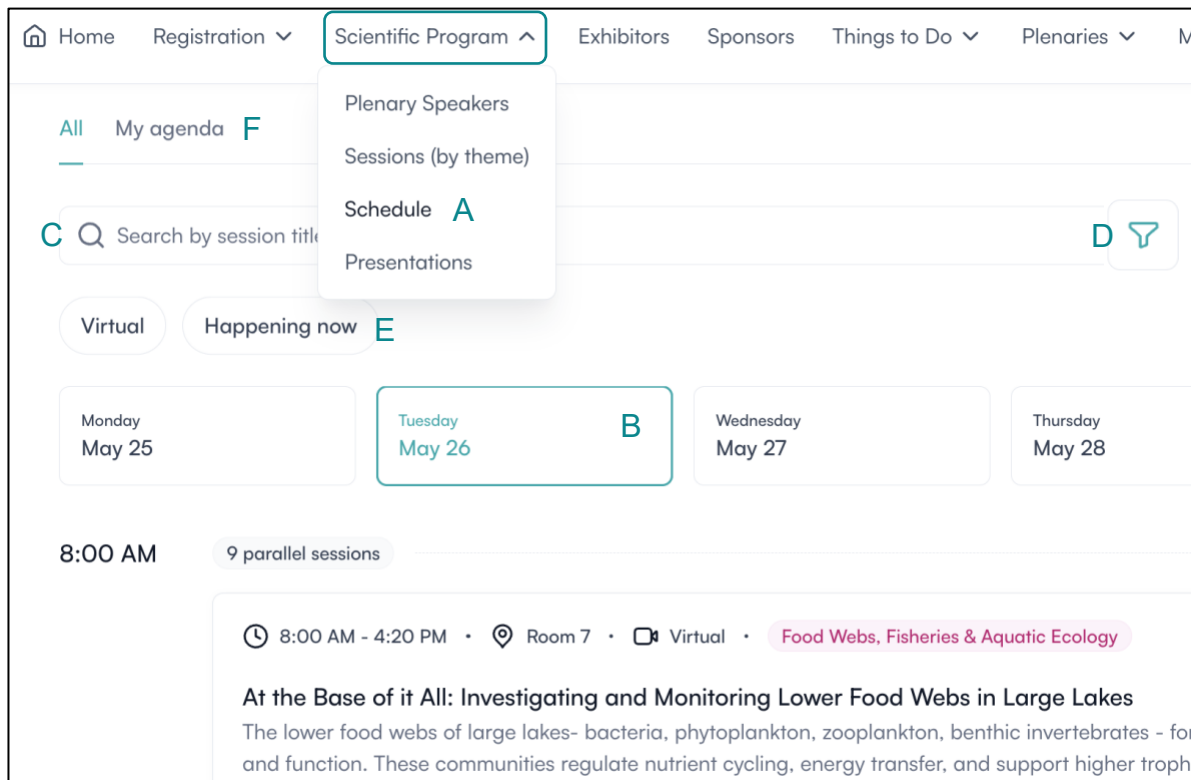 Home Registration Scientific Program Exhibitors Sponsors Things to Do Plenaries M
Plenary Speakers
All My agenda F
Sessions (by theme)
Schedule A
C Search by session title D
Presentations
Virtual Happening now E
Monday
May 25
Tuesday
May 26
B
Wednesday
May 27
Thursday
May 28
8:00 AM 9 parallel sessions
8:00 AM - 4:20 PM • Room 7 • Virtual • Food Webs, Fisheries & Aquatic Ecology
At the Base of it All: Investigating and Monitoring Lower Food Webs in Large Lakes
The lower food webs of large lakes- bacteria, phytoplankton, zooplankton, benthic invertebrates - for
and function. These communities regulate nutrient cycling, energy transfer, and support higher troph